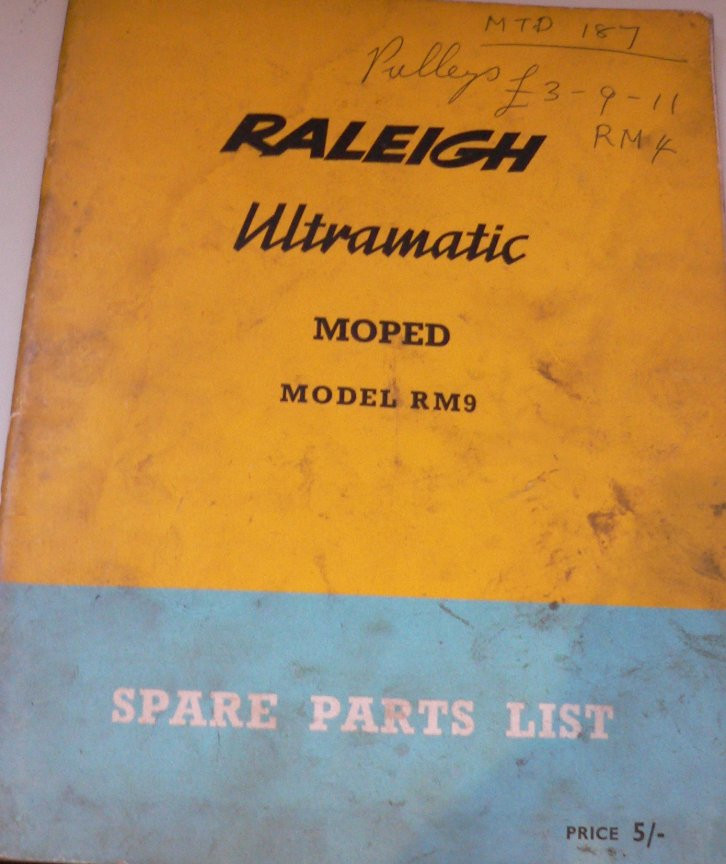 MTD 187
Pulleys £3-9-11
RM4
RALEIGH
Ultramatic
MOPED
MODEL RM9
SPARE PARTS LIST
PRICE 5/-